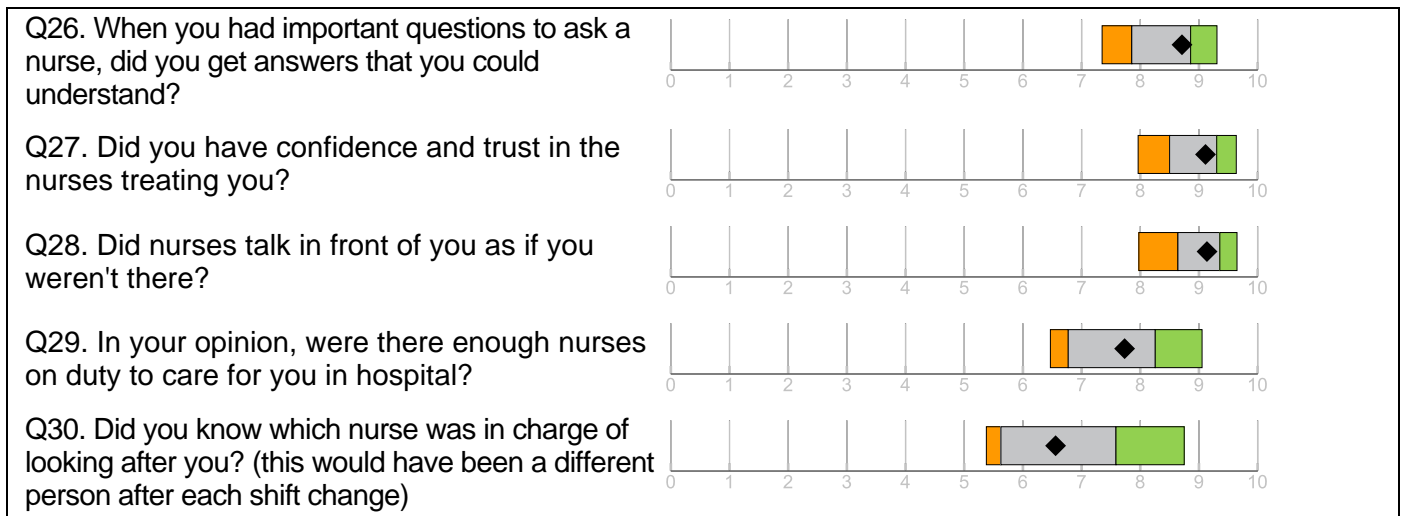 Q26. When you had important questions to ask a
nurse, did you get answers that you could
understand?
0 1 2 3 4 5 6 7 8 9 10
Q27. Did you have confidence and trust in the
nurses treating you?
0 1 2 3 4 5 6 7 8 9 10
Q28. Did nurses talk in front of you as if you
weren't there?
0 1 2 3 4 5 6 7 8 9 10
Q29. In your opinion, were there enough nurses
on duty to care for you in hospital?
0 1 2 3 4 5 6 7 8 9 10
Q30. Did you know which nurse was in charge of
looking after you? (this would have been a different
person after each shift change)
0 1 2 3 4 5 6 7 8 9 10